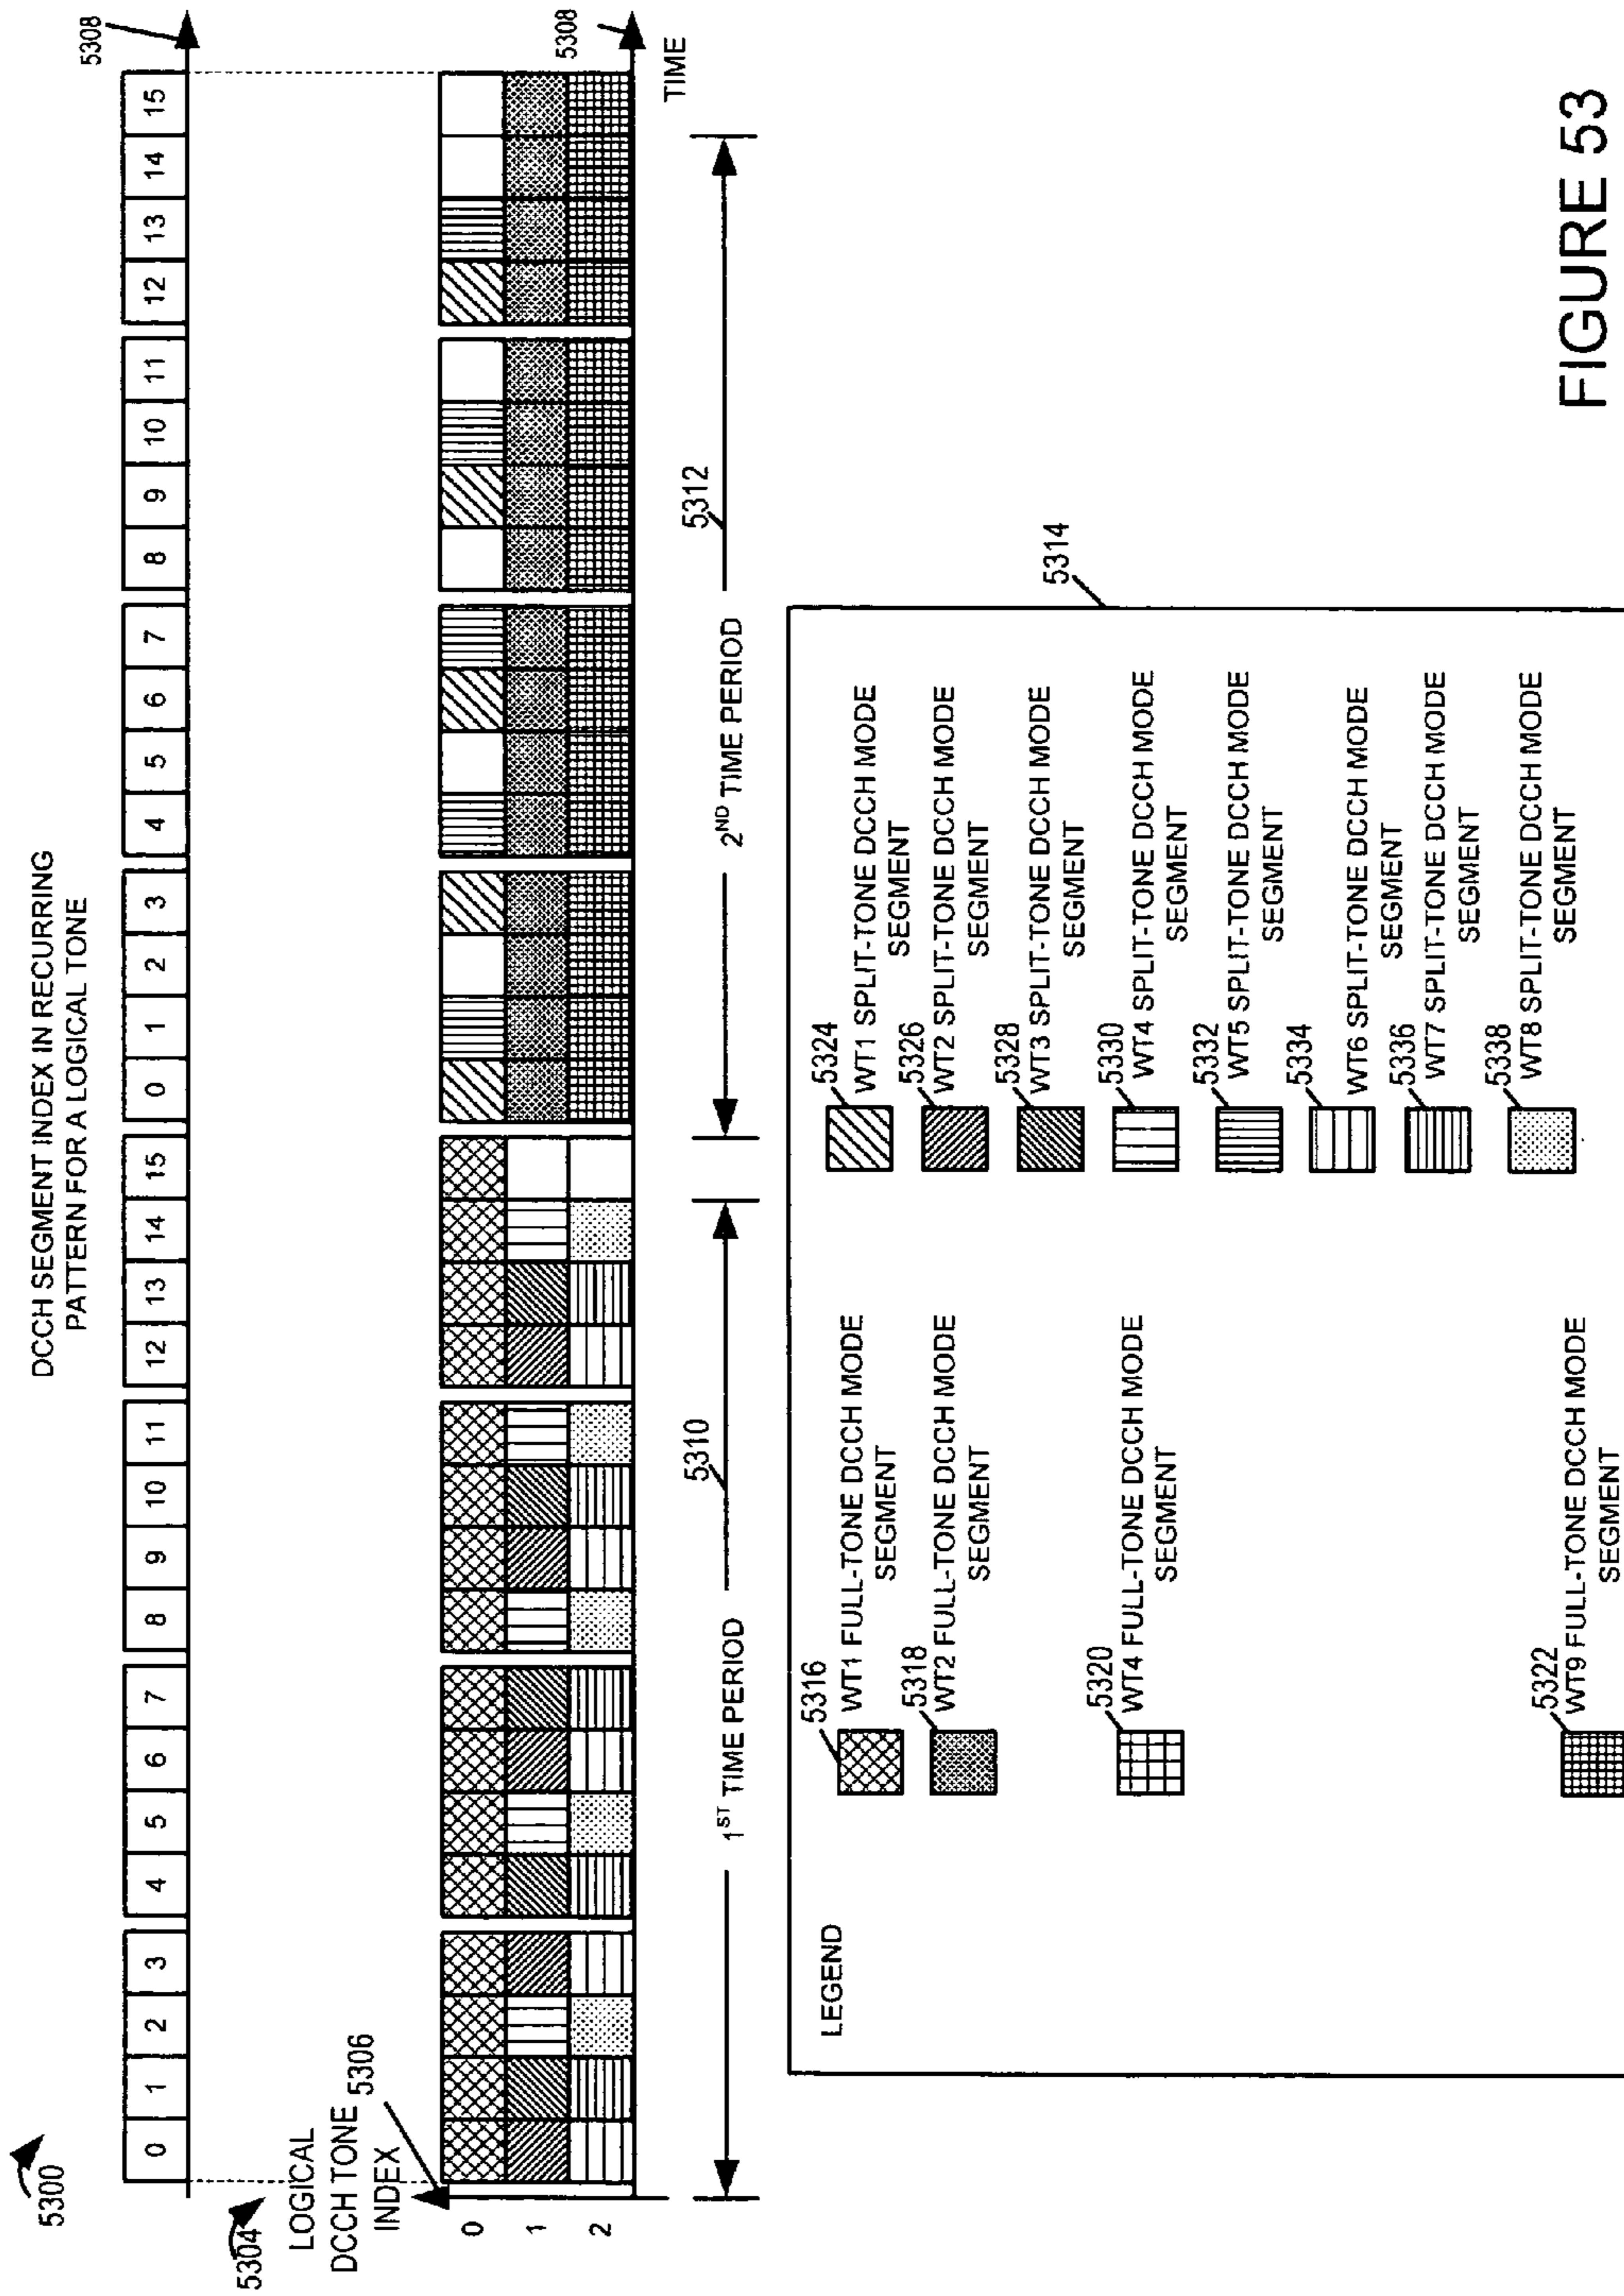 5300
DCCH SEGMENT INDEX IN RECURRING
PATTERN FOR A LOGICAL TONE
0 1 2 3 4 5 6 7 8 9 10 11 12 13 14 15 0 1 2 3 4 5 6 7 8 9 10 11 12 13 14 15
5308
5304
LOGICAL
DCCH TONE
INDEX
5306
0
1
2
5308
TIME
5310
1ST TIME PERIOD
5312
2ND TIME PERIOD
5314
LEGEND
5316
WT1 FULL-TONE DCCH MODE
SEGMENT
5318
WT2 FULL-TONE DCCH MODE
SEGMENT
5320
WT4 FULL-TONE DCCH MODE
SEGMENT
5322
WT9 FULL-TONE DCCH MODE
SEGMENT
5324
WT1 SPLIT-TONE DCCH MODE
SEGMENT
5326
WT2 SPLIT-TONE DCCH MODE
SEGMENT
5328
WT3 SPLIT-TONE DCCH MODE
SEGMENT
5330
WT4 SPLIT-TONE DCCH MODE
SEGMENT
5332
WT5 SPLIT-TONE DCCH MODE
SEGMENT
5334
WT6 SPLIT-TONE DCCH MODE
SEGMENT
5336
WT7 SPLIT-TONE DCCH MODE
SEGMENT
5338
WT8 SPLIT-TONE DCCH MODE
SEGMENT
FIGURE 53